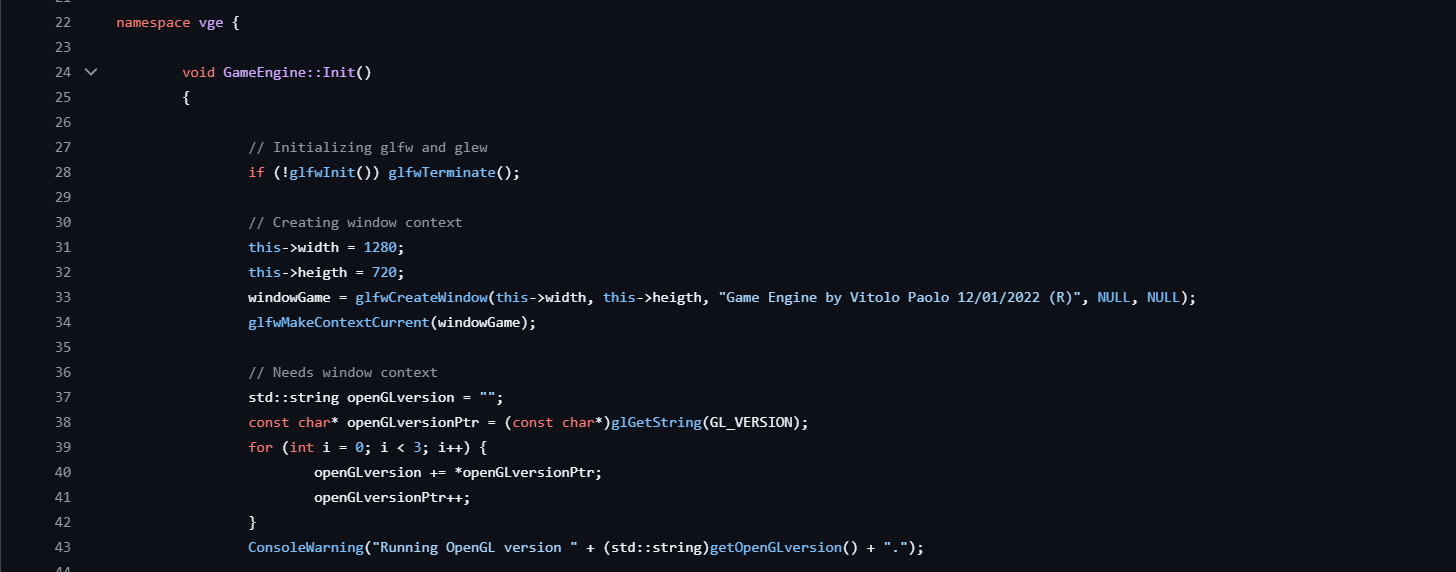 22 namespace vge {
23
24 void GameEngine::Init()
25 {
26
27 // Initializing glfw and glew
28 if (!glfwInit()) glfwTerminate();
29
30 // Creating window context
31 this->width = 1280;
32 this->heigth = 720;
33 windowGame = glfwCreateWindow(this->width, this->heigth, "Game Engine by Vitolo Paolo 12/01/2022 (R)", NULL, NULL);
34 glfwMakeContextCurrent(windowGame);
35
36 // Needs window context
37 std::string openGLversion = "";
38 const char* openGLversionPtr = (const char*)glGetString(GL_VERSION);
39 for (int i = 0; i < 3; i++) {
40 openGLversion += *openGLversionPtr;
41 openGLversionPtr++;
42 }
43 ConsoleWarning("Running OpenGL version " + (std::string)getOpenGLversion() + ".");